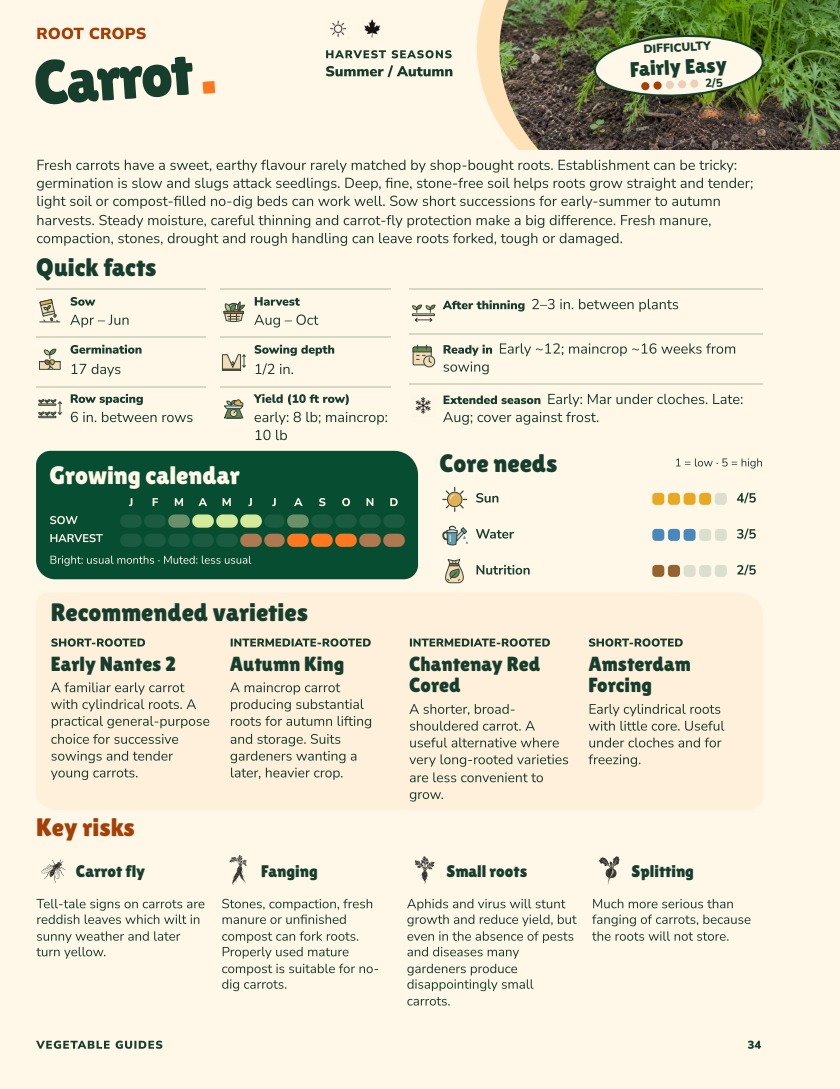 ROOT CROPS
Carrot.
HARVEST SEASONS
Summer / Autumn
DIFFICULTY
Fairly Easy
2/5
Fresh carrots have a sweet, earthy flavour rarely matched by shop-bought roots. Establishment can be tricky:
germination is slow and slugs attack seedlings. Deep, fine, stone-free soil helps roots grow straight and tender;
light soil or compost-filled no-dig beds can work well. Sow short successions for early-summer to autumn
harvests. Steady moisture, careful thinning and carrot-fly protection make a big difference. Fresh manure,
compaction, stones, drought and rough handling can leave roots forked, tough or damaged.
Quick facts
Sow
Apr – Jun
Harvest
Aug – Oct
After thinning 2–3 in. between plants
Germination
17 days
Sowing depth
1/2 in.
Ready in Early ~12; maincrop ~16 weeks from
sowing
Row spacing
6 in. between rows
Yield (10 ft row)
early: 8 lb; maincrop:
10 lb
Extended season Early: Mar under cloches. Late:
Aug; cover against frost.
Growing calendar
J F M A M J J A S O N D
SOW
HARVEST
Bright: usual months · Muted: less usual
Core needs
1 = low · 5 = high
Sun 4/5
Water 3/5
Nutrition 2/5
Recommended varieties
SHORT-ROOTED
Early Nantes 2
A familiar early carrot
with cylindrical roots. A
practical general-purpose
choice for successive
sowings and tender
young carrots.
INTERMEDIATE-ROOTED
Autumn King
A maincrop carrot
producing substantial
roots for autumn lifting
and storage. Suits
gardeners wanting a
later, heavier crop.
INTERMEDIATE-ROOTED
Chantenay Red
Cored
A shorter, broad-
shouldered carrot. A
useful alternative where
very long-rooted varieties
are less convenient to
grow.
SHORT-ROOTED
Amsterdam
Forcing
Early cylindrical roots
with little core. Useful
under cloches and for
freezing.
Key risks
Carrot fly
Tell-tale signs on carrots are
reddish leaves which wilt in
sunny weather and later
turn yellow.
Fanging
Stones, compaction, fresh
manure or unfinished
compost can fork roots.
Properly used mature
compost is suitable for no-
dig carrots.
Small roots
Aphids and virus will stunt
growth and reduce yield, but
even in the absence of pests
and diseases many
gardeners produce
disappointingly small
carrots.
Splitting
Much more serious than
fanging of carrots, because
the roots will not store.
VEGETABLE GUIDES
34